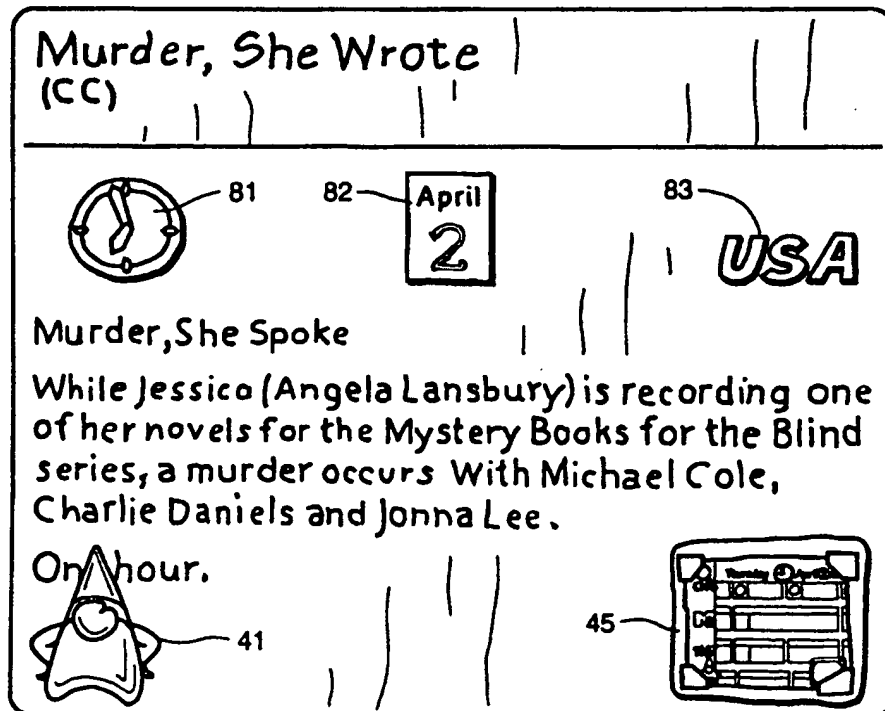 Murder, She Wrote
(CC)
81
82
April
2
83
USA
Murder, She Spoke
While Jessica (Angela Lansbury) is recording one
of her novels for the Mystery Books for the Blind
series, a murder occurs With Michael Cole,
Charlie Daniels and Jonna Lee.
On hour.
41
45
Thursday